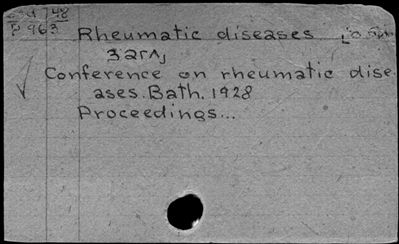 P 963
Rheumatic diseases
Conference on rheumatic dise-
ases. Bath. 1928
Proceedings...